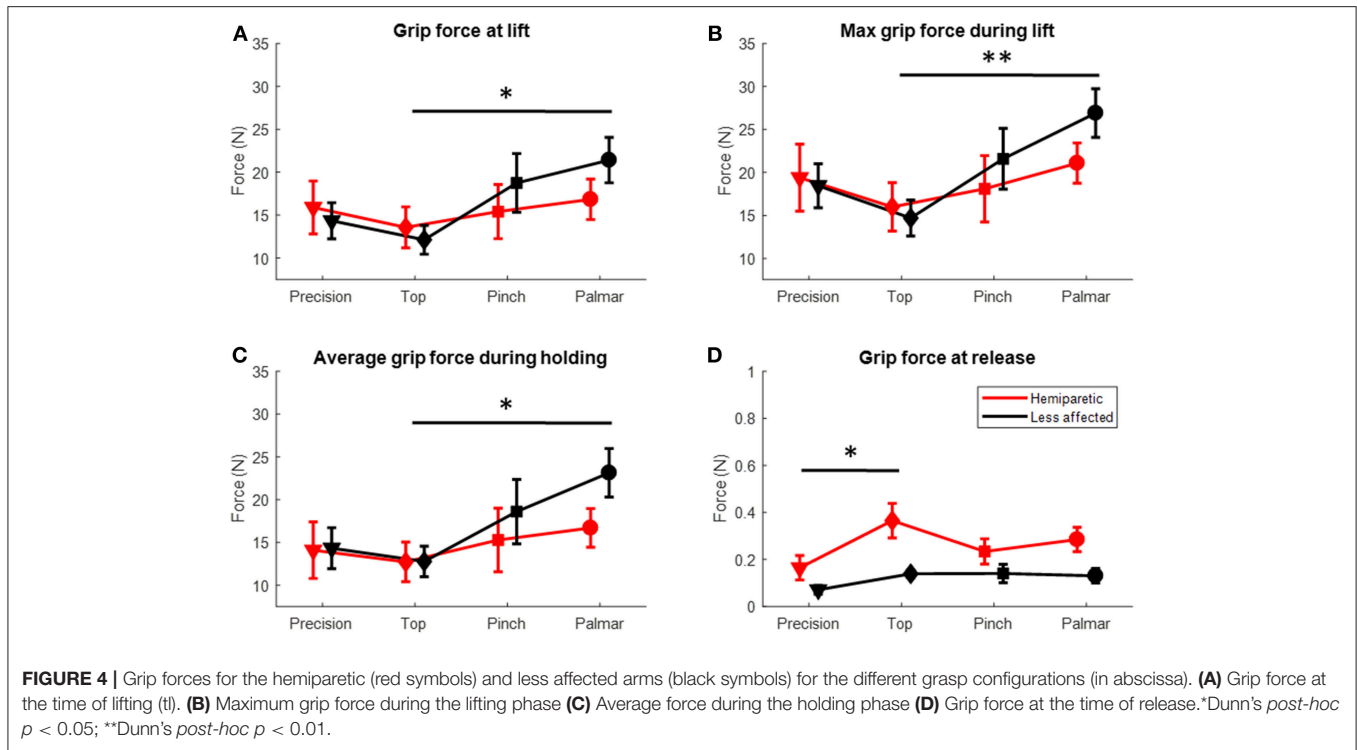 A
Grip force at lift
*
Force (N)
35
30
25
20
15
10
Precision Top Pinch Palmar
B
Max grip force during lift
**
Force (N)
35
30
25
20
15
10
Precision Top Pinch Palmar
C
Average grip force during holding
*
Force (N)
35
30
25
20
15
10
Precision Top Pinch Palmar
D
Grip force at release
Hemiparetic
Less affected
*
Force (N)
1
0.8
0.6
0.4
0.2
0
Precision Top Pinch Palmar
FIGURE 4 | Grip forces for the hemiparetic (red symbols) and less affected arms (black symbols) for the different grasp configurations (in abscissa). (A) Grip force at
the time of lifting (tl). (B) Maximum grip force during the lifting phase (C) Average force during the holding phase (D) Grip force at the time of release.*Dunn's post-hoc
p < 0.05; **Dunn's post-hoc p < 0.01.